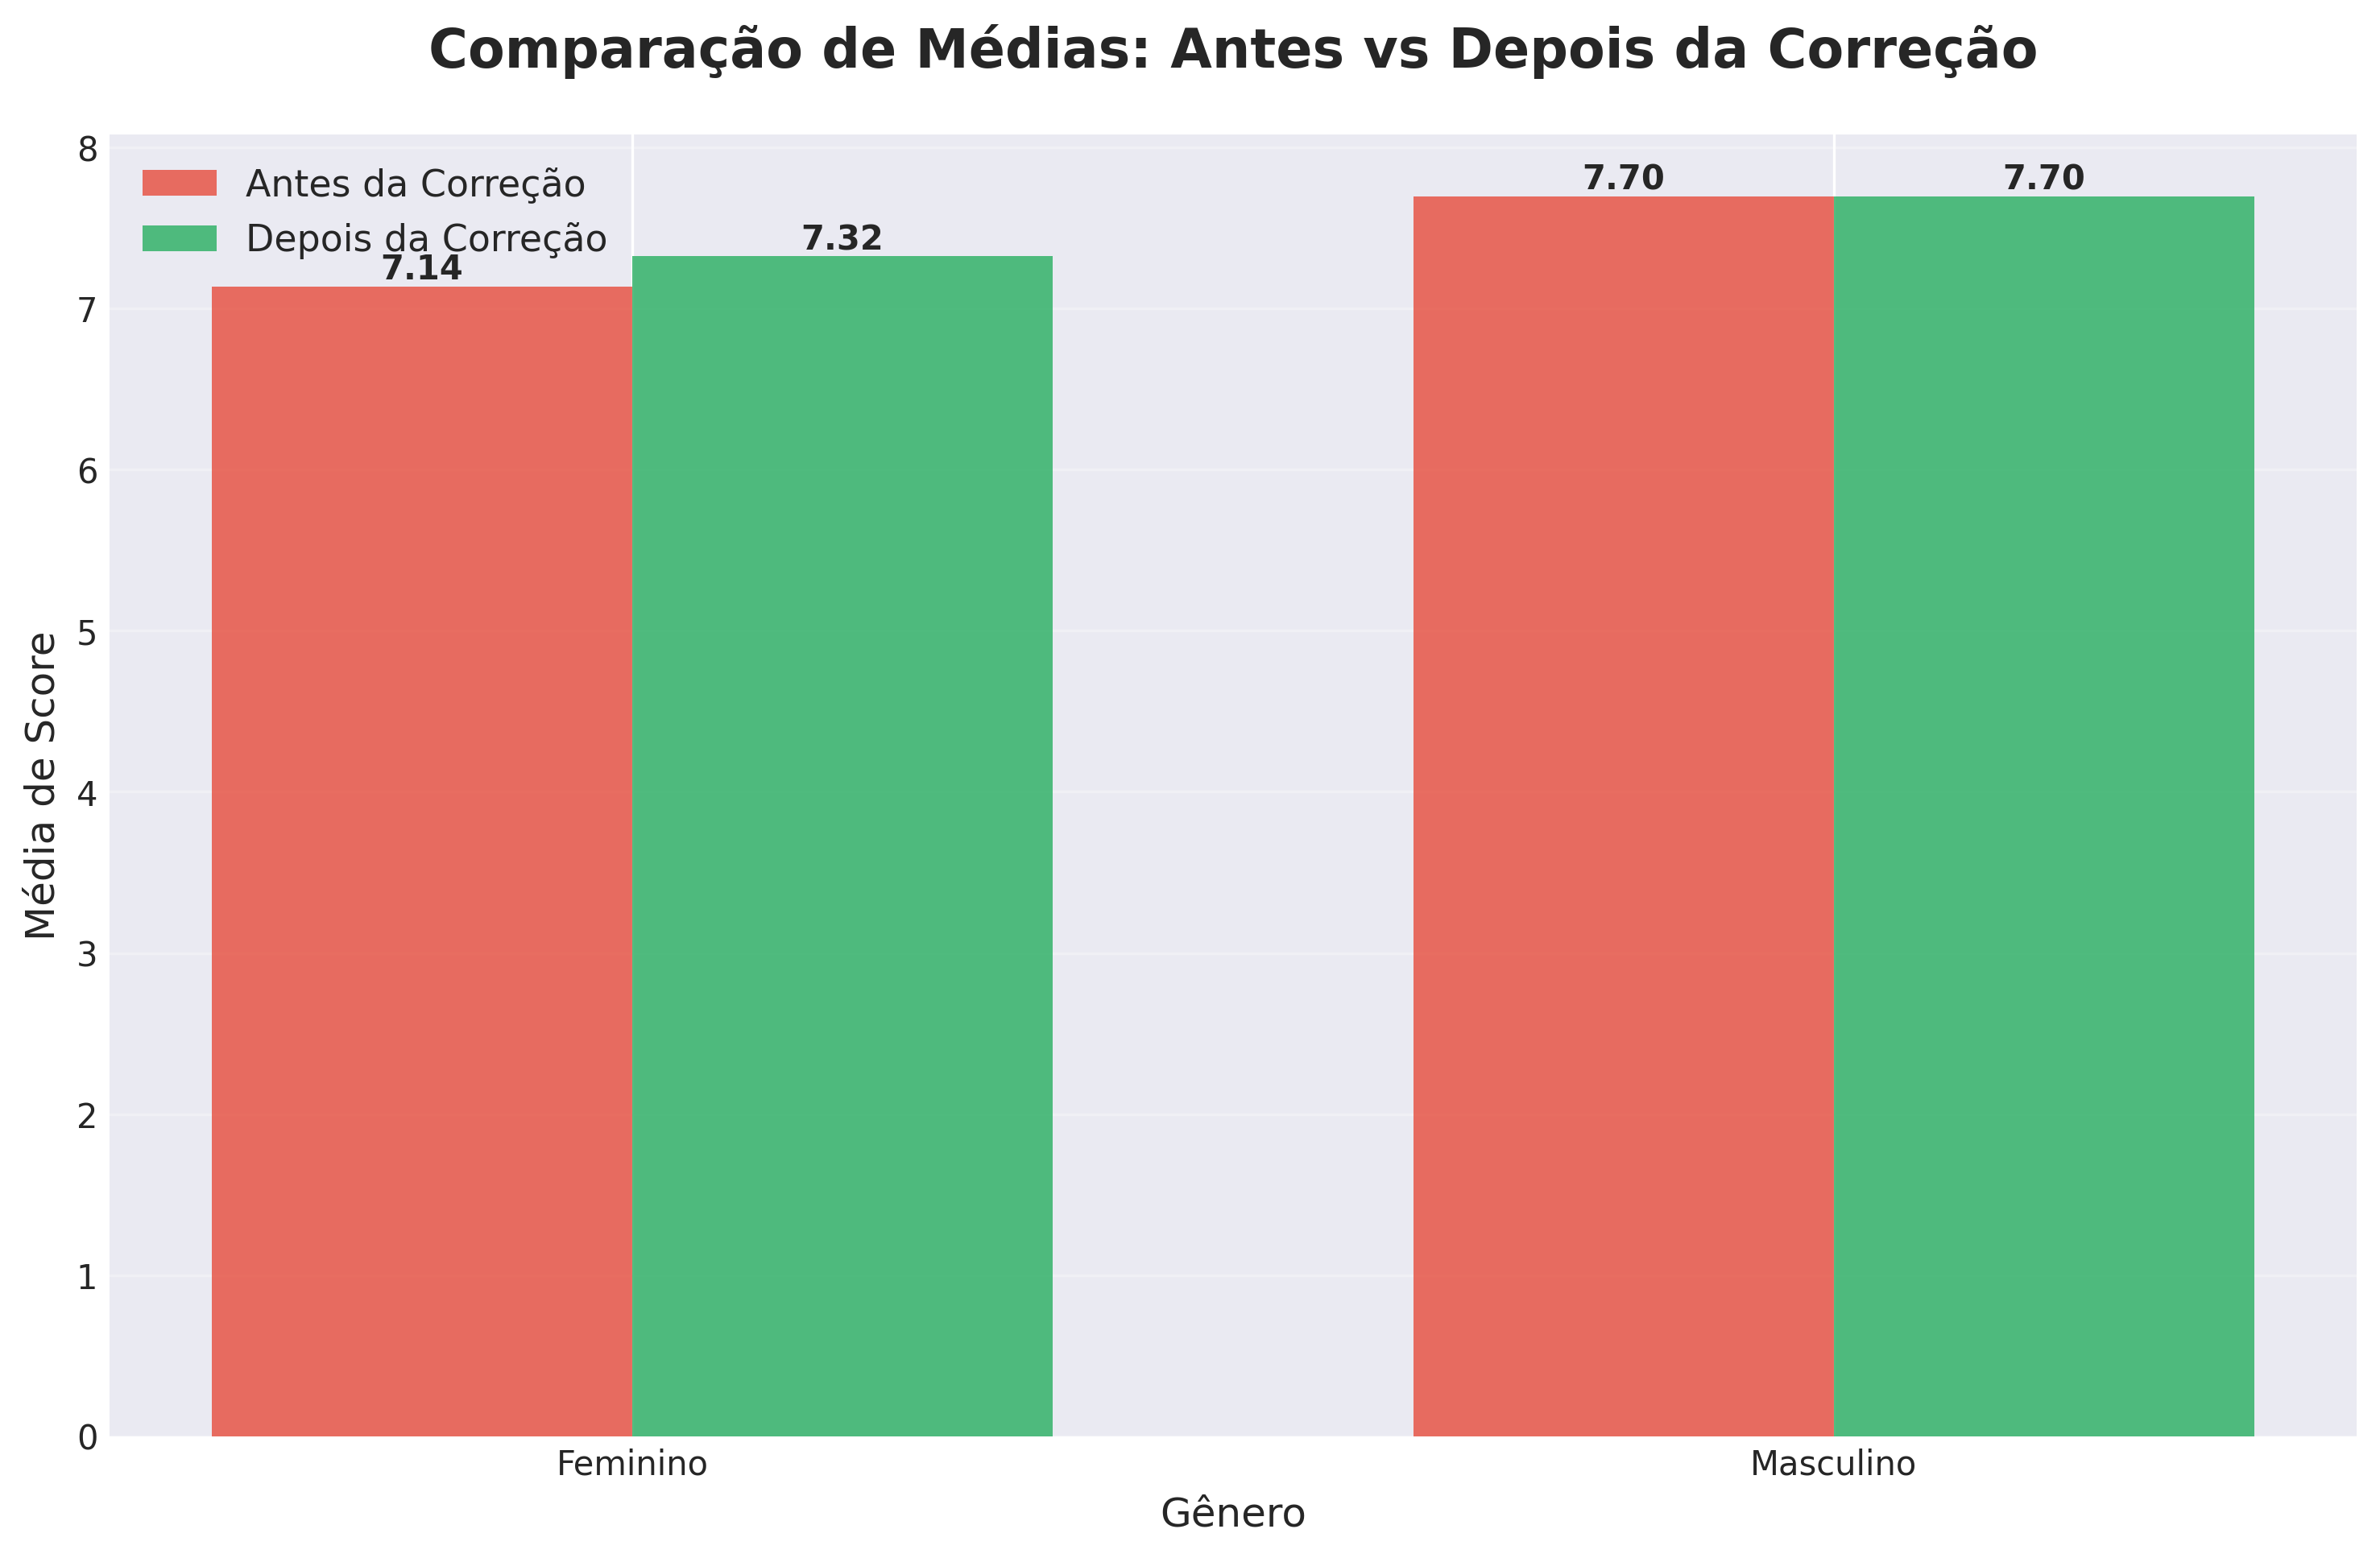 Comparação de Médias: Antes vs Depois da Correção
8
7
6
5
4
3
2
1
0
Média de Score
Antes da Correção
Depois da Correção
7.14
7.32
7.70
7.70
Feminino
Masculino
Gênero